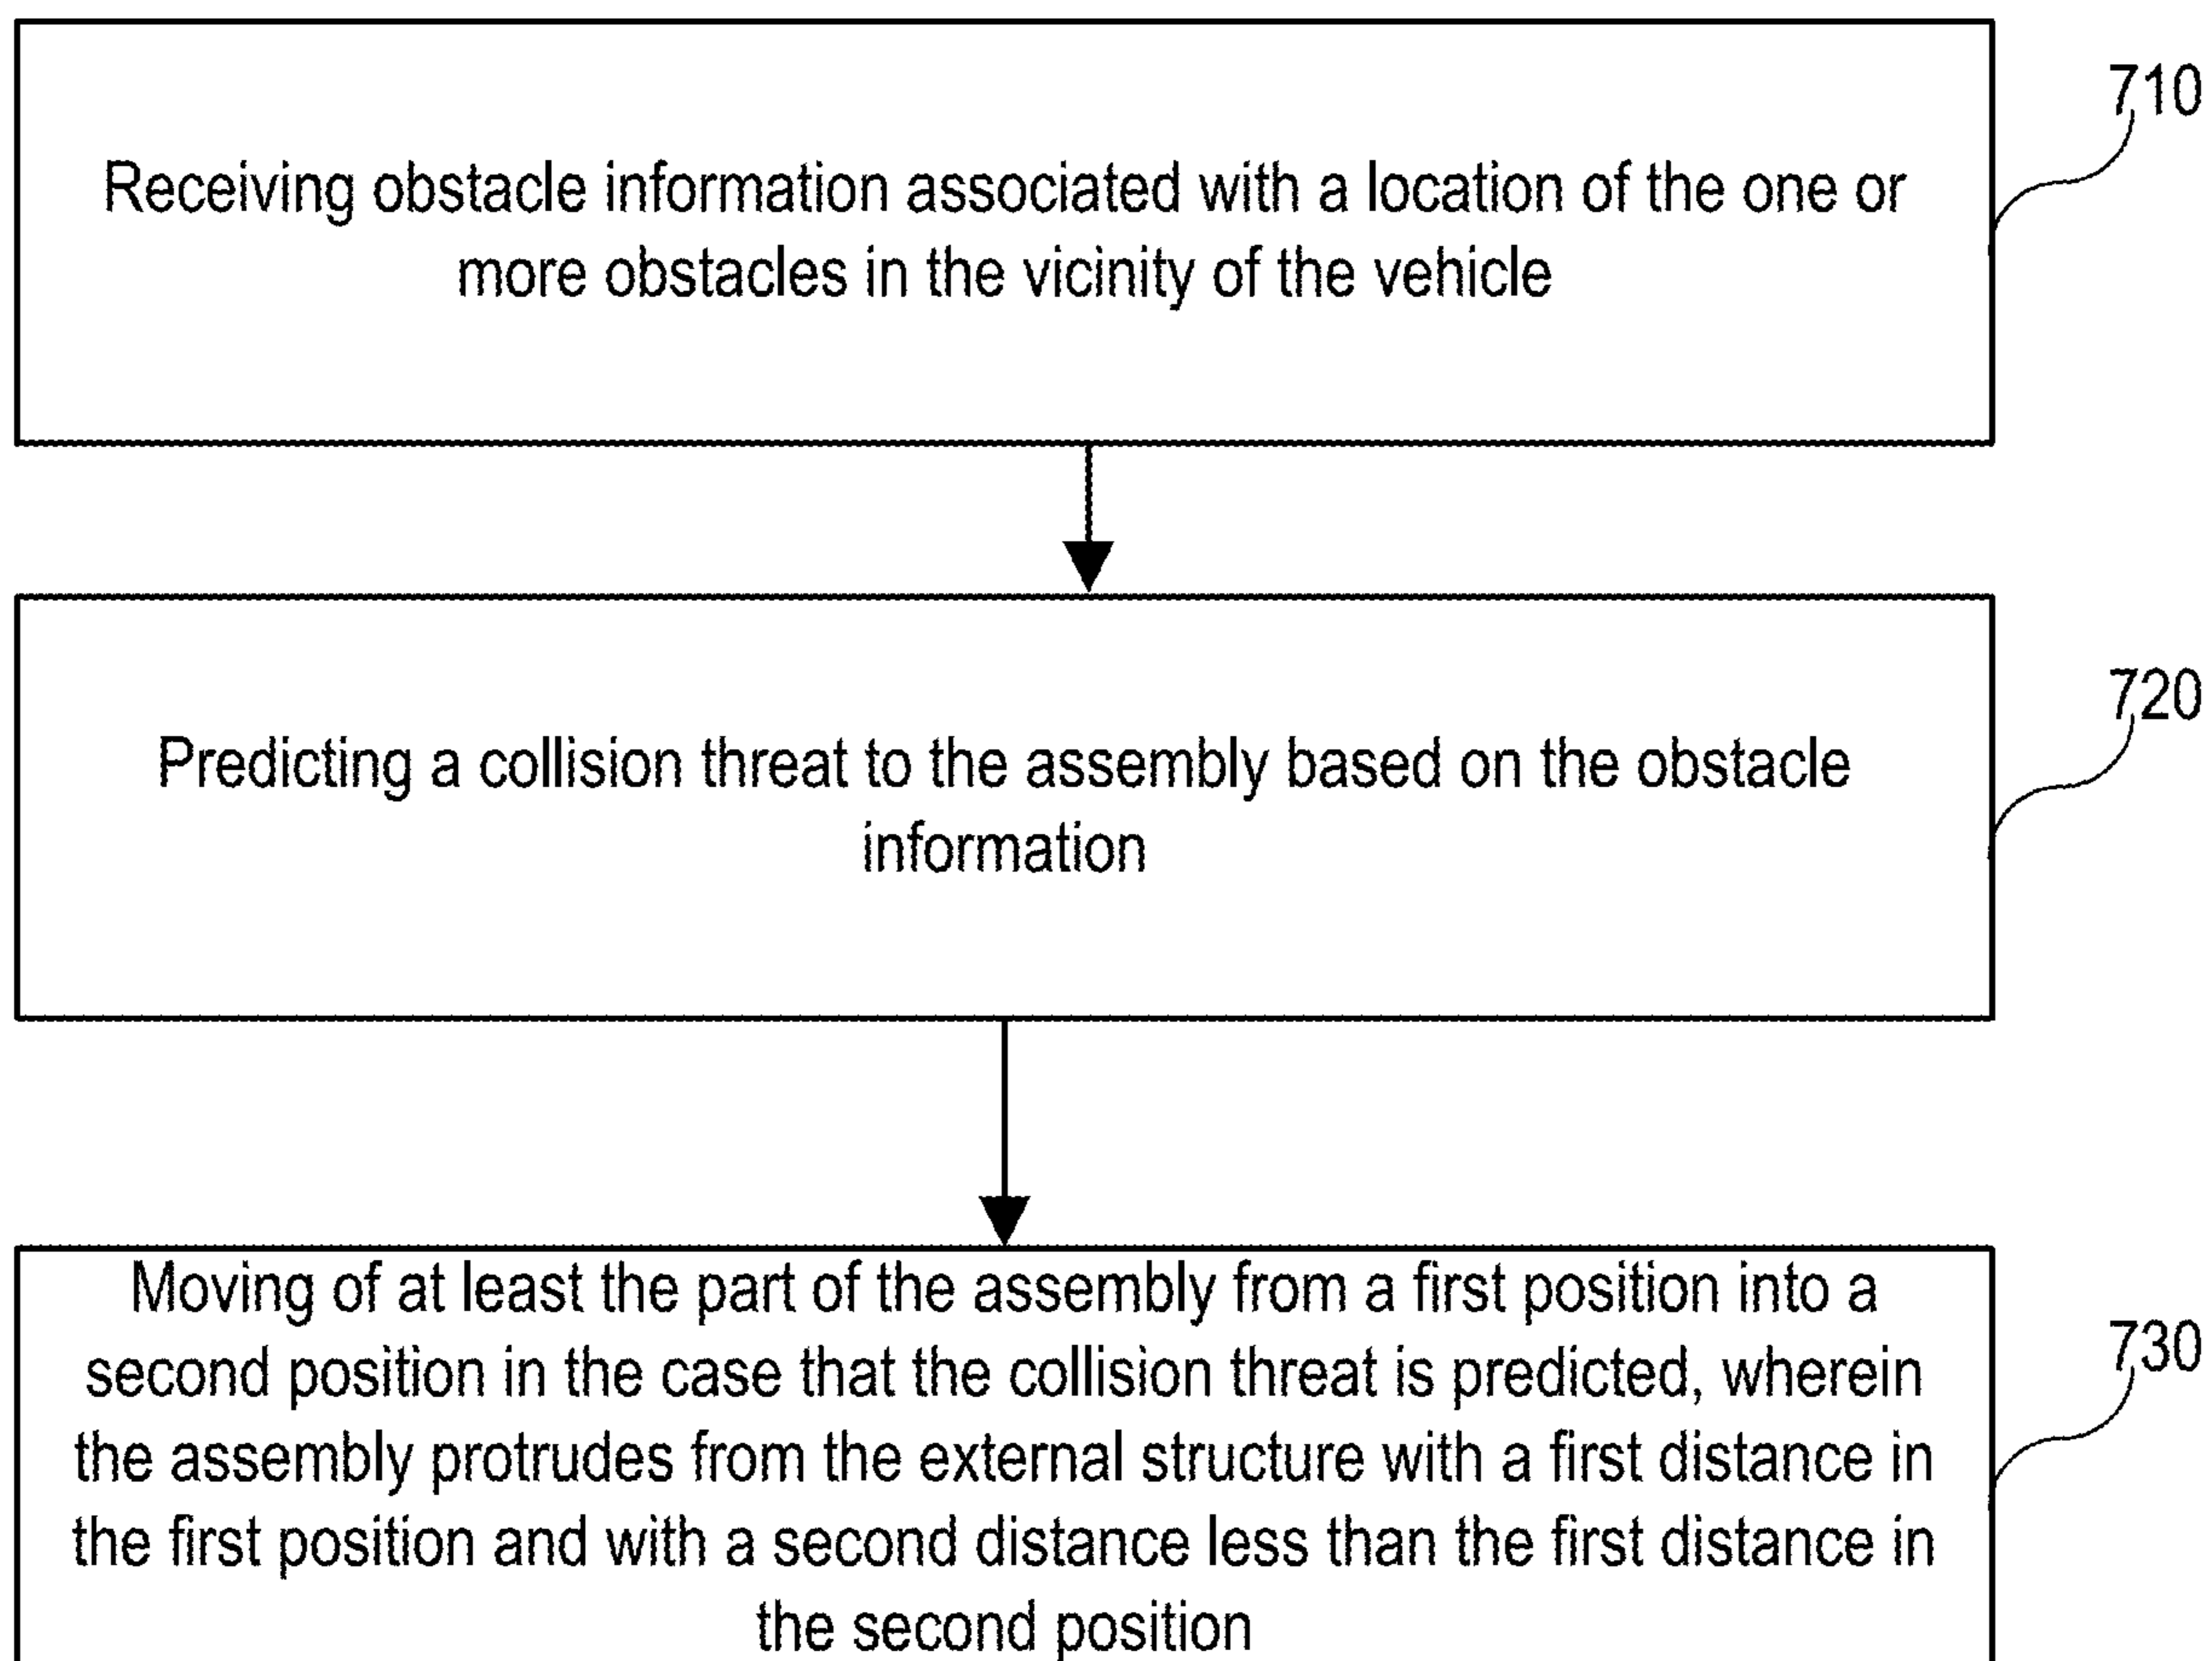 710
Receiving obstacle information associated with a location of the one or
more obstacles in the vicinity of the vehicle
720
Predicting a collision threat to the assembly based on the obstacle
information
730
Moving of at least the part of the assembly from a first position into a
second position in the case that the collision threat is predicted, wherein
the assembly protrudes from the external structure with a first distance in
the first position and with a second distance less than the first distance in
the second position